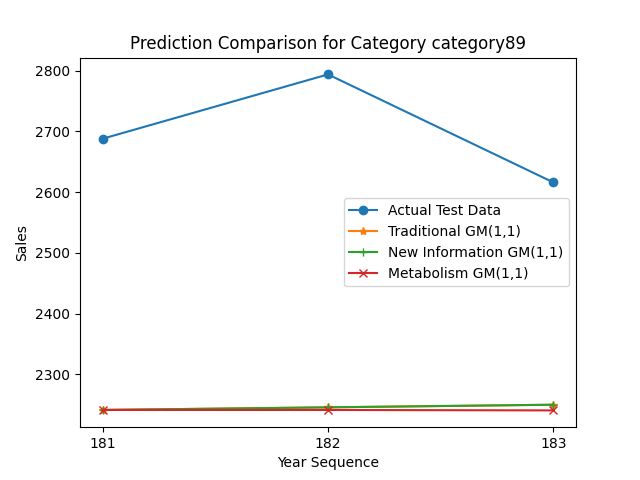 Prediction Comparison for Category category89
2800
2700
2600
2500
2400
2300
Sales
Actual Test Data
Traditional GM(1,1)
New Information GM(1,1)
Metabolism GM(1,1)
181 182 183
Year Sequence